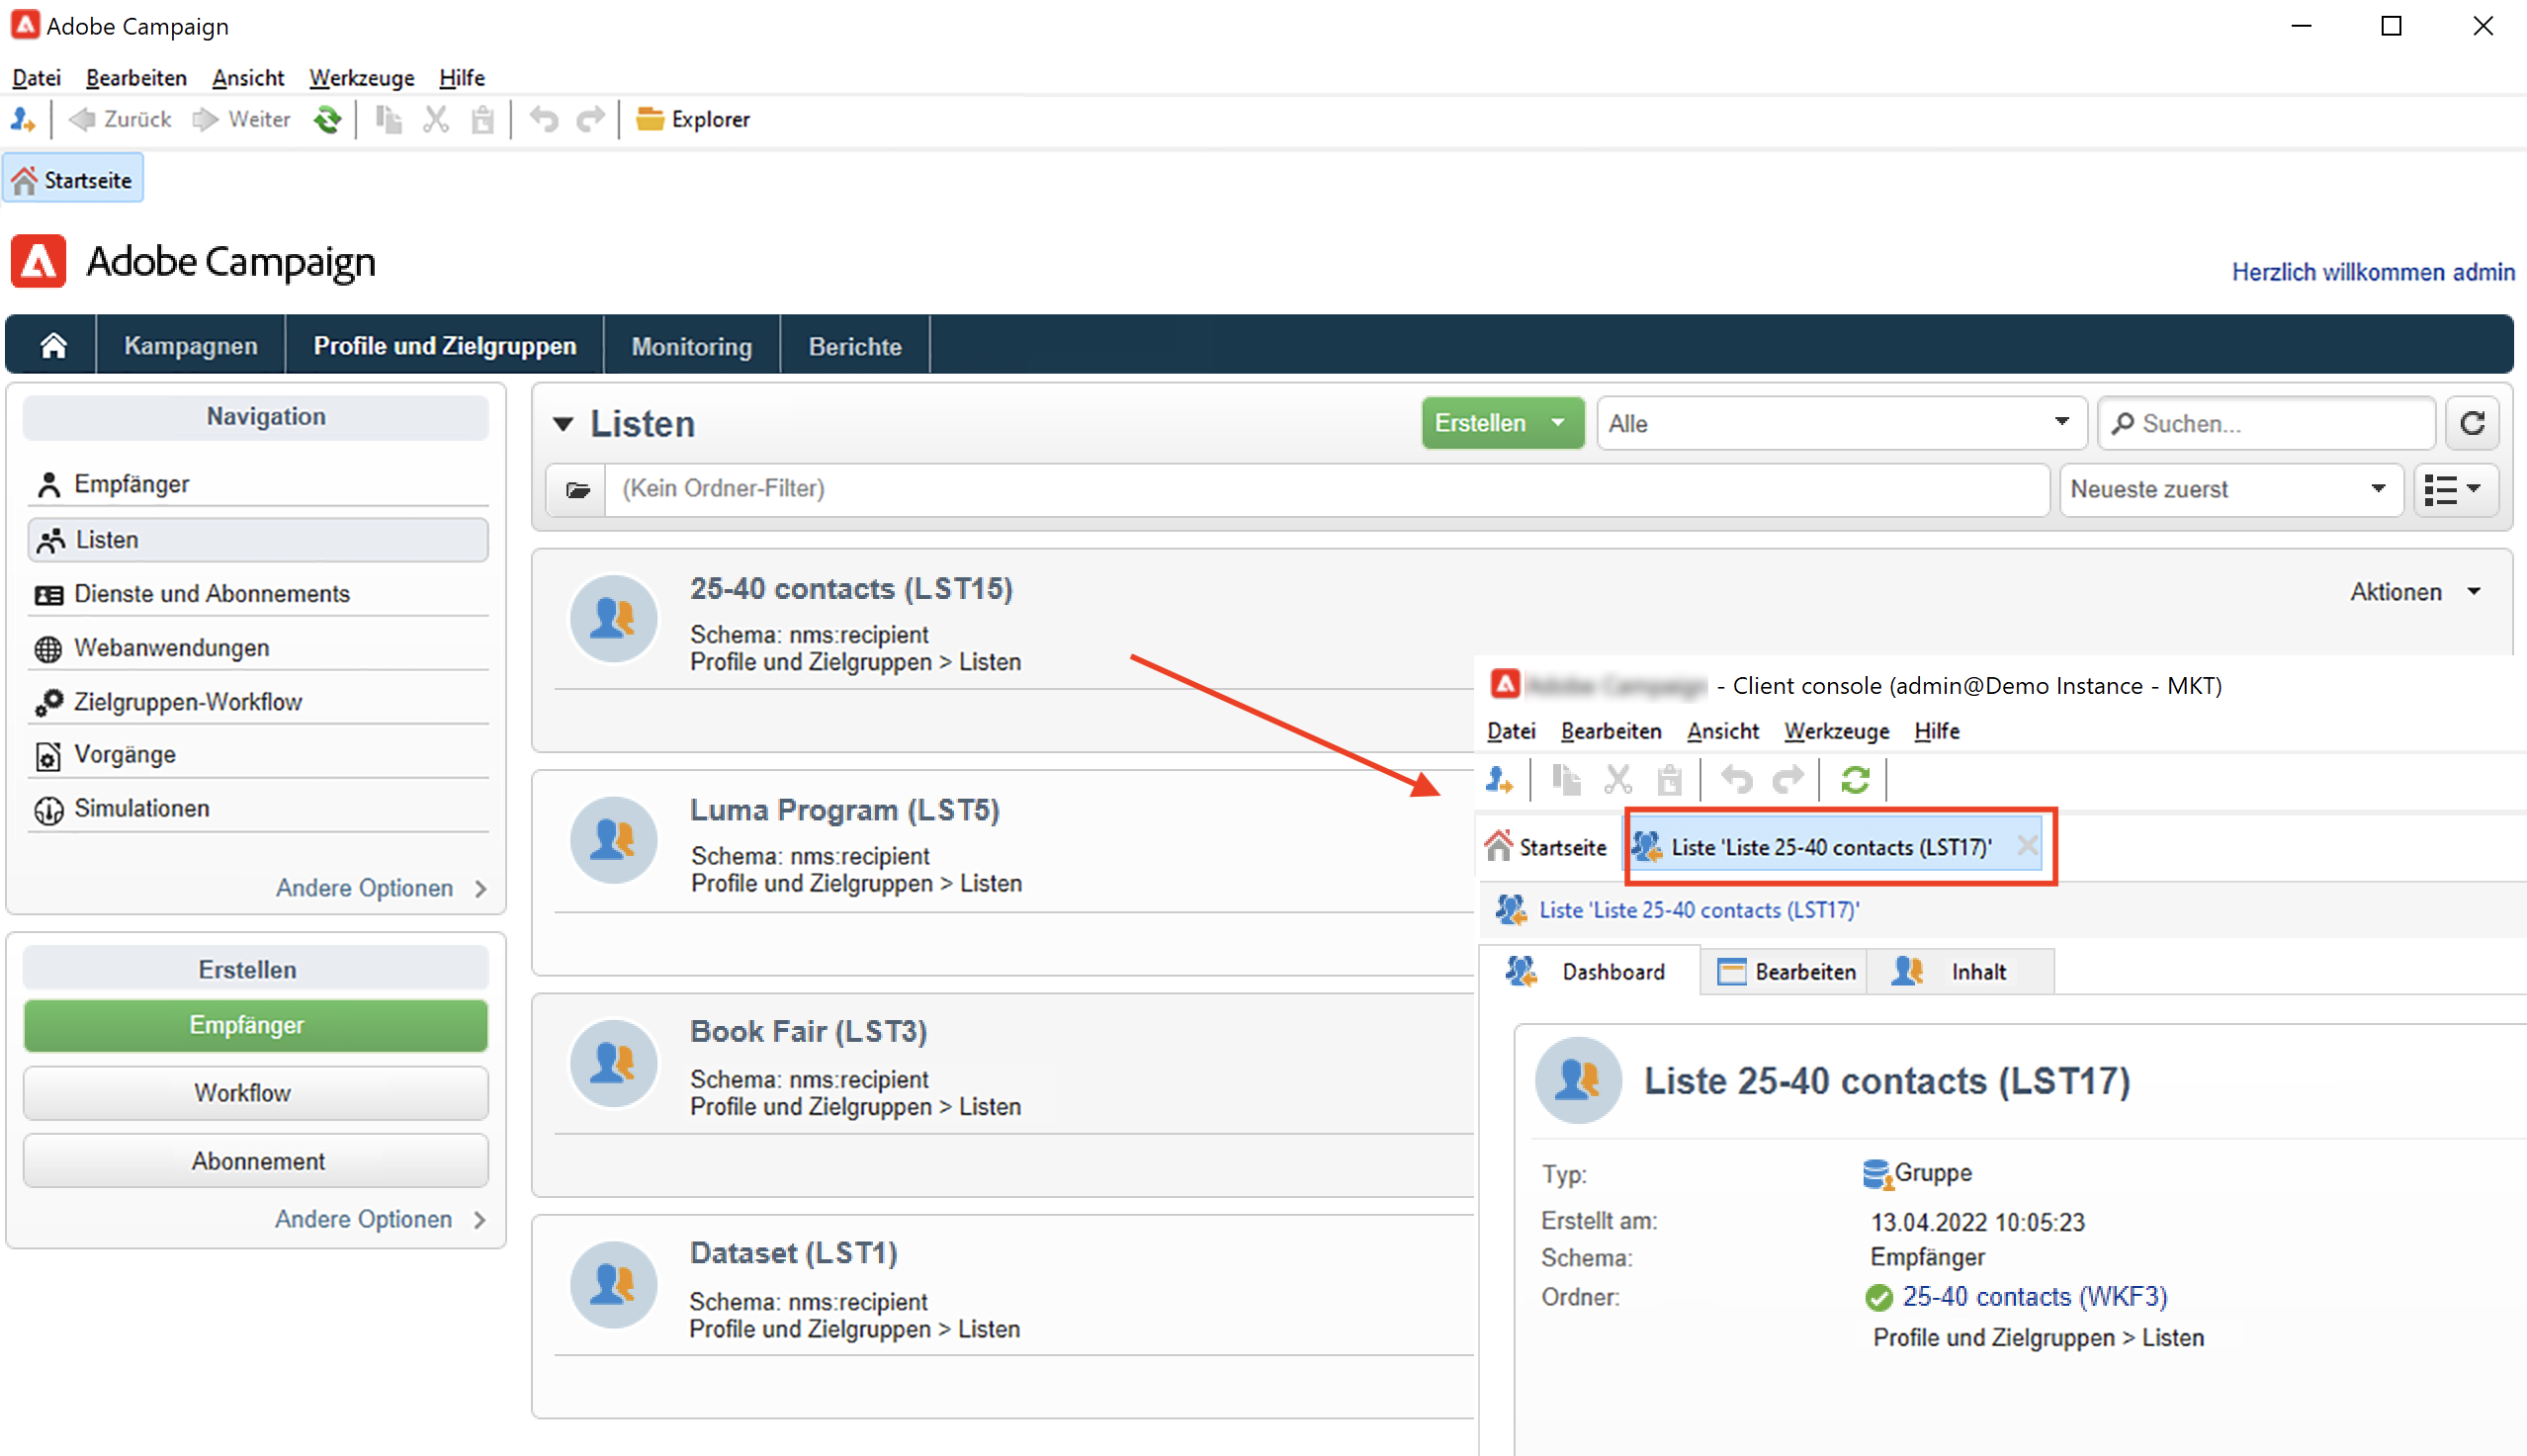 Adobe Campaign
Datei Bearbeiten Ansicht Werkzeuge Hilfe
Zurück Weiter Explorer
Startseite
Adobe Campaign
Herzlich willkommen admin
Kampagnen Profile und Zielgruppen Monitoring Berichte
Navigation
Empfänger
Listen
Dienste und Abonnements
Webanwendungen
Zielgruppen-Workflow
Vorgänge
Simulationen
Andere Optionen
Erstellen
Empfänger
Workflow
Abonnement
Andere Optionen
Listen Erstellen Alle Suchen...
(Kein Ordner-Filter) Neueste zuerst
25-40 contacts (LST15) Aktionen
Schema: nms:recipient
Profile und Zielgruppen > Listen
Luma Program (LST5)
Schema: nms:recipient
Profile und Zielgruppen > Listen
Book Fair (LST3)
Schema: nms:recipient
Profile und Zielgruppen > Listen
Dataset (LST1)
Schema: nms:recipient
Profile und Zielgruppen > Listen
- Client console (admin@Demo Instance - MKT)
Datei Bearbeiten Ansicht Werkzeuge Hilfe
Startseite Liste 'Liste 25-40 contacts (LST17)'
Liste 'Liste 25-40 contacts (LST17)'
Dashboard Bearbeiten Inhalt
Liste 25-40 contacts (LST17)
Typ: Gruppe
Erstellt am: 13.04.2022 10:05:23
Schema: Empfänger
Ordner: 25-40 contacts (WKF3)
Profile und Zielgruppen > Listen